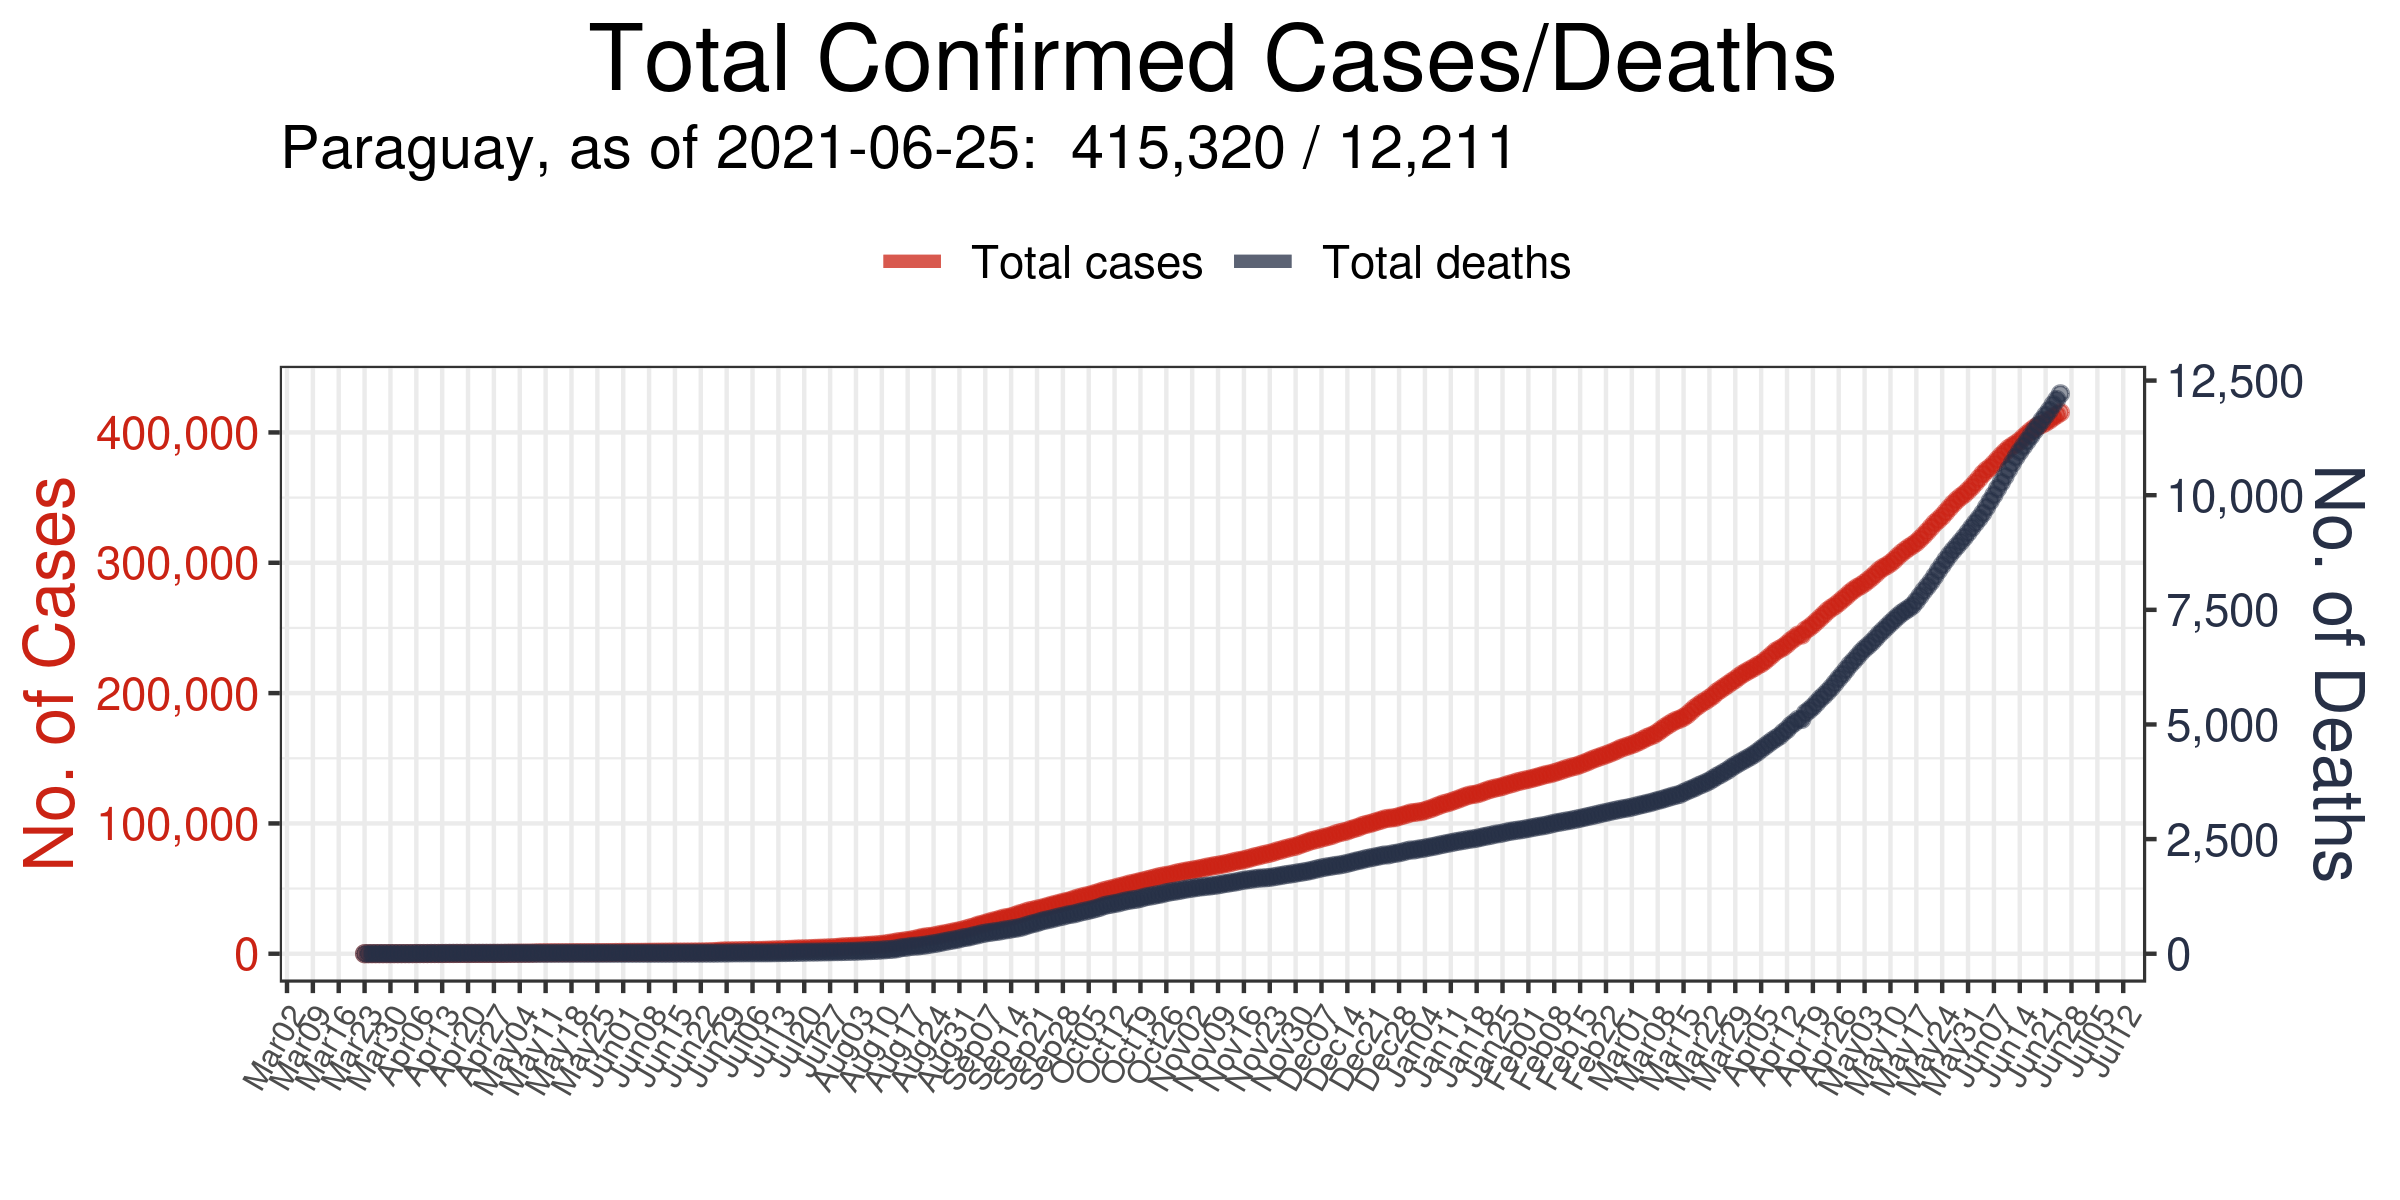 Total Confirmed Cases/Deaths
Paraguay, as of 2021-06-25:  415,320 / 12,211
Total cases
Total deaths
No. of Cases
400,000
300,000
200,000
100,000
0
12,500
10,000
7,500
5,000
2,500
0
No. of Deaths
Mar02
Mar09
Mar16
Mar23
Mar30
Apr06
Apr13
Apr20
Apr27
May04
May11
May18
May25
Jun01
Jun08
Jun15
Jun22
Jun29
Jul06
Jul13
Jul20
Jul27
Aug03
Aug10
Aug17
Aug24
Aug31
Sep07
Sep14
Sep21
Sep28
Oct05
Oct12
Oct19
Oct26
Nov02
Nov09
Nov16
Nov23
Nov30
Dec07
Dec14
Dec21
Dec28
Jan04
Jan11
Jan18
Jan25
Feb01
Feb08
Feb15
Feb22
Mar01
Mar08
Mar15
Mar22
Mar29
Apr05
Apr12
Apr19
Apr26
May03
May10
May17
May24
May31
Jun07
Jun14
Jun21
Jun28
Jul05
Jul12